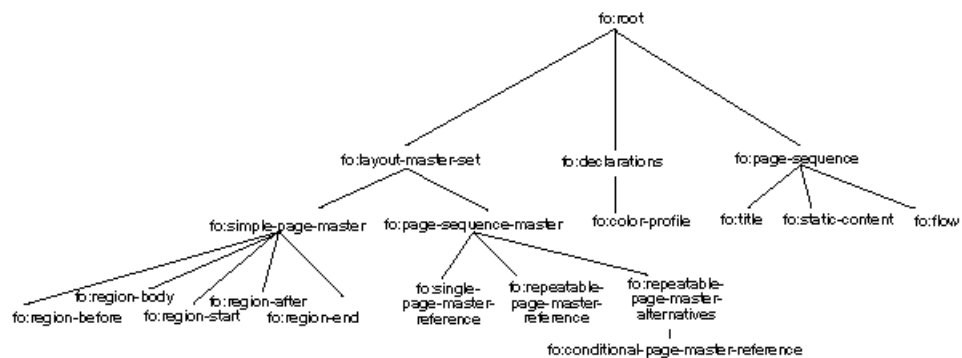 fo:root
fo:layout-master-set
fo:declarations
fo:page-sequence
fo:simple-page-master
fo:page-sequence-master
fo:color-profile
fo:title
fo:static-content
fo:flow
fo:region-body
fo:region-after
fo:region-before
fo:region-start
fo:region-end
fo:single-
page-master-
reference
fo:repeatable-
page-master-
reference
fo:repeatable-
page-master-
alternatives
fo:conditional-page-master-reference